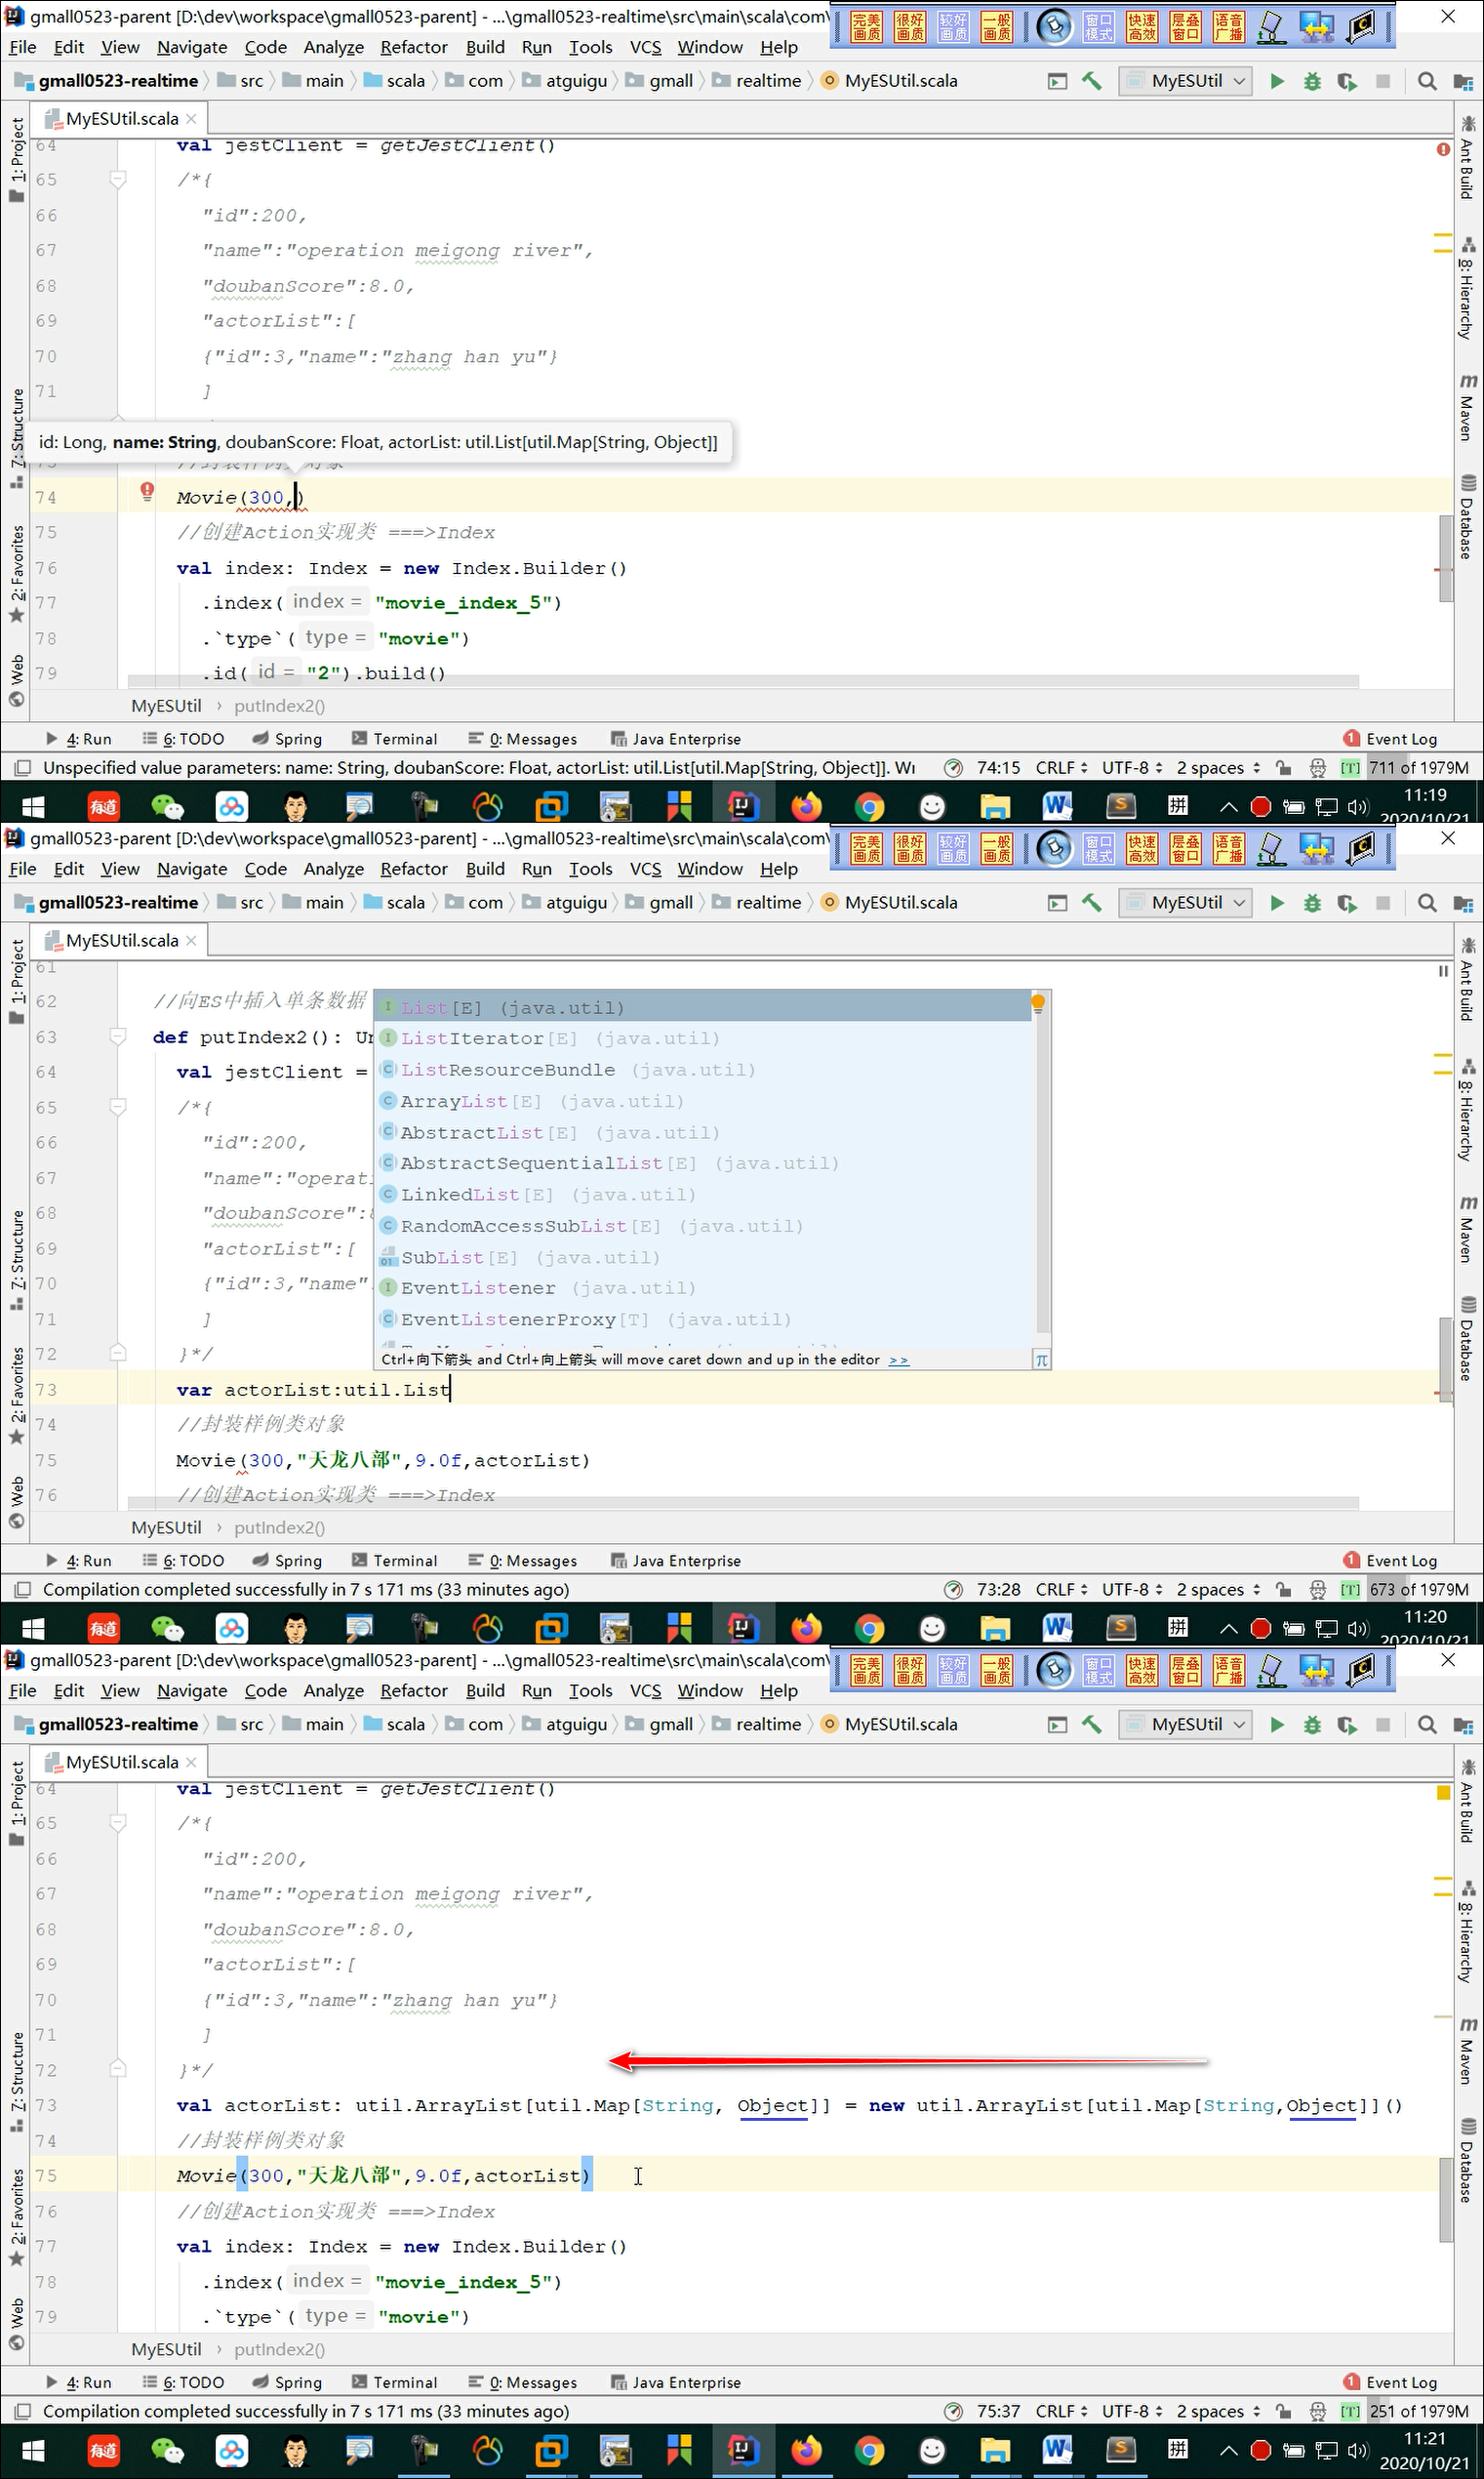 gmall0523-parent [D:\dev\workspace\gmall0523-parent] - ...\gmall0523-realtime\src\main\scala\com\
完美画质 很好画质 较好画质 一般画质 窗口模式 快速高效 层叠窗口 语音广播
File Edit View Navigate Code Analyze Refactor Build Run Tools VCS Window Help
gmall0523-realtime src main scala com atguigu gmall realtime MyESUtil.scala MyESUtil
MyESUtil.scala
1: Project
7: Structure
2: Favorites
Web
Ant Build
8: Hierarchy
Maven
Database
64 val jestClient = getJestClient()
65 /*{
66 "id":200,
67 "name":"operation meigong river",
68 "doubanScore":8.0,
69 "actorList":[
70 {"id":3,"name":"zhang han yu"}
71 ]
id: Long, name: String, doubanScore: Float, actorList: util.List[util.Map[String, Object]]
74 Movie(300,)
75 //创建Action实现类 ===>Index
76 val index: Index = new Index.Builder()
77 .index( index = "movie_index_5")
78 .`type`( type = "movie")
79 .id( id = "2").build()
MyESUtil › putIndex2()
4: Run 6: TODO Spring Terminal 0: Messages Java Enterprise 1 Event Log
Unspecified value parameters: name: String, doubanScore: Float, actorList: util.List[util.Map[String, Object]]. 74:15 CRLF UTF-8 2 spaces [T] 711 of 1979M
有道 拼 11:19
2020/10/21
gmall0523-parent [D:\dev\workspace\gmall0523-parent] - ...\gmall0523-realtime\src\main\scala\com\
完美画质 很好画质 较好画质 一般画质 窗口模式 快速高效 层叠窗口 语音广播
File Edit View Navigate Code Analyze Refactor Build Run Tools VCS Window Help
gmall0523-realtime src main scala com atguigu gmall realtime MyESUtil.scala MyESUtil
MyESUtil.scala
1: Project
7: Structure
2: Favorites
Web
Ant Build
8: Hierarchy
Maven
Database
61
62 //向ES中插入单条数据
63 def putIndex2():
64 val jestClient =
65 /*{
66 "id":200,
67 "name":"operati
68 "doubanScore":
69 "actorList":[
70 {"id":3,"name"
71 ]
72 }*/
List[E] (java.util)
ListIterator[E] (java.util)
ListResourceBundle (java.util)
ArrayList[E] (java.util)
AbstractList[E] (java.util)
AbstractSequentialList[E] (java.util)
LinkedList[E] (java.util)
RandomAccessSubList[E] (java.util)
SubList[E] (java.util)
EventListener (java.util)
EventListenerProxy[T] (java.util)
Ctrl+向下箭头 and Ctrl+向上箭头 will move caret down and up in the editor >> π
73 var actorList:util.List
74 //封装样例类对象
75 Movie(300,"天龙八部",9.0f,actorList)
76 //创建Action实现类 ===>Index
MyESUtil › putIndex2()
4: Run 6: TODO Spring Terminal 0: Messages Java Enterprise 1 Event Log
Compilation completed successfully in 7 s 171 ms (33 minutes ago) 73:28 CRLF UTF-8 2 spaces [T] 673 of 1979M
有道 拼 11:20
2020/10/21
gmall0523-parent [D:\dev\workspace\gmall0523-parent] - ...\gmall0523-realtime\src\main\scala\com\
完美画质 很好画质 较好画质 一般画质 窗口模式 快速高效 层叠窗口 语音广播
File Edit View Navigate Code Analyze Refactor Build Run Tools VCS Window Help
gmall0523-realtime src main scala com atguigu gmall realtime MyESUtil.scala MyESUtil
MyESUtil.scala
1: Project
7: Structure
2: Favorites
Web
Ant Build
8: Hierarchy
Maven
Database
64 val jestClient = getJestClient()
65 /*{
66 "id":200,
67 "name":"operation meigong river",
68 "doubanScore":8.0,
69 "actorList":[
70 {"id":3,"name":"zhang han yu"}
71 ]
72 }*/
73 val actorList: util.ArrayList[util.Map[String, Object]] = new util.ArrayList[util.Map[String,Object]]()
74 //封装样例类对象
75 Movie(300,"天龙八部",9.0f,actorList)
76 //创建Action实现类 ===>Index
77 val index: Index = new Index.Builder()
78 .index( index = "movie_index_5")
79 .`type`( type = "movie")
MyESUtil › putIndex2()
4: Run 6: TODO Spring Terminal 0: Messages Java Enterprise 1 Event Log
Compilation completed successfully in 7 s 171 ms (33 minutes ago) 75:37 CRLF UTF-8 2 spaces [T] 251 of 1979M
有道 拼 11:21
2020/10/21